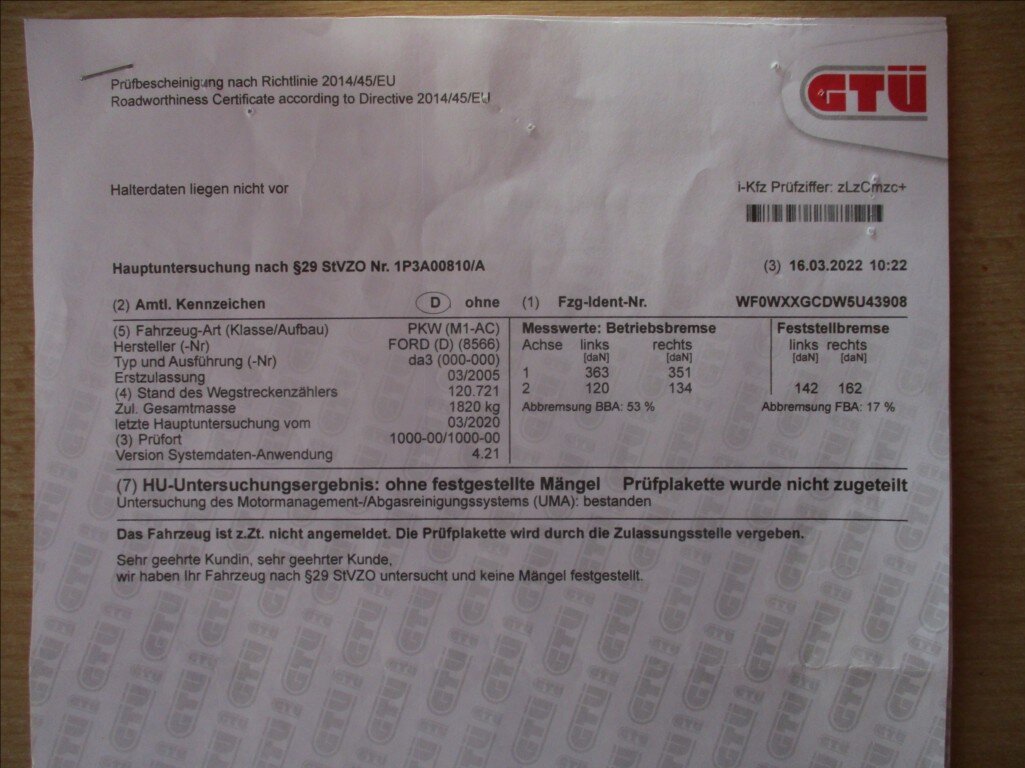 Prüfbescheinigung nach Richtlinie 2014/45/EU
Roadworthiness Certificate according to Directive 2014/45/EU
GTÜ
Halterdaten liegen nicht vor
i-Kfz Prüfziffer: zLzCmzc+
Hauptuntersuchung nach §29 StVZO Nr. 1P3A00810/A (3) 16.03.2022 10:22
(2) Amtl. Kennzeichen D ohne (1) Fzg-Ident-Nr. WF0WXXGCDW5U43908
(5) Fahrzeug-Art (Klasse/Aufbau) PKW (M1-AC)
Hersteller (-Nr) FORD (D) (8566)
Typ und Ausführung (-Nr) da3 (000-000)
Erstzulassung 03/2005
(4) Stand des Wegstreckenzählers 120.721
Zul. Gesamtmasse 1820 kg
letzte Hauptuntersuchung vom 03/2020
(3) Prüfort 1000-00/1000-00
Version Systemdaten-Anwendung 4.21
Messwerte: Betriebsbremse
Achse links rechts
[daN] [daN]
1 363 351
2 120 134
Abbremsung BBA: 53 %
Feststellbremse
links rechts
[daN] [daN]
142 162
Abbremsung FBA: 17 %
(7) HU-Untersuchungsergebnis: ohne festgestellte Mängel Prüfplakette wurde nicht zugeteilt
Untersuchung des Motormanagement-/Abgasreinigungssystems (UMA): bestanden
Das Fahrzeug ist z.Zt. nicht angemeldet. Die Prüfplakette wird durch die Zulassungsstelle vergeben.
Sehr geehrte Kundin, sehr geehrter Kunde,
wir haben Ihr Fahrzeug nach §29 StVZO untersucht und keine Mängel festgestellt.